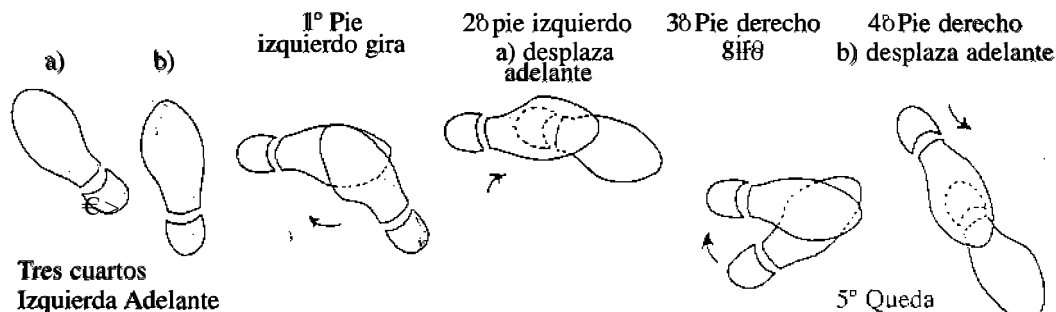 a)
b)
1º Pie
izquierdo gira
2º pie izquierdo
a) desplaza
adelante
3º Pie derecho
giro
4º Pie derecho
b) desplaza adelante
Tres cuartos
Izquierda Adelante
5º Queda